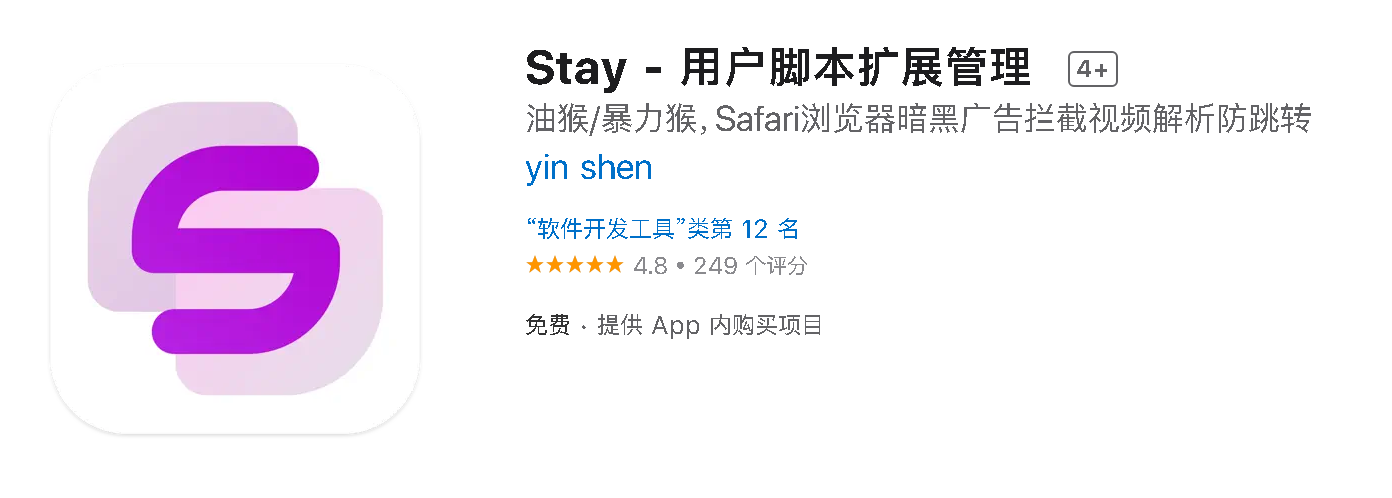 Stay - 用户脚本扩展管理 4+
油猴/暴力猴, Safari浏览器暗黑广告拦截视频解析防跳转
yin shen
“软件开发工具”类第 12 名
★★★★★ 4.8 • 249 个评分
免费 · 提供 App 内购买项目